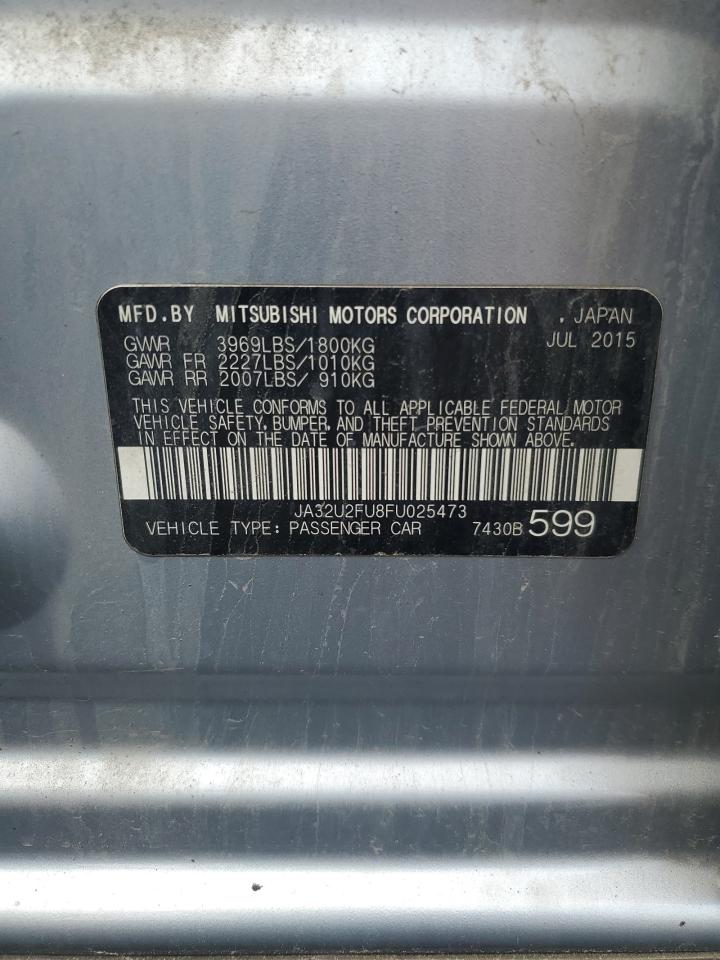 MFD.BY MITSUBISHI MOTORS CORPORATION . JAPAN
GVWR 3969LBS/1800KG JUL 2015
GAWR FR 2227LBS/1010KG
GAWR RR 2007LBS/ 910KG
THIS VEHICLE CONFORMS TO ALL APPLICABLE FEDERAL MOTOR
VEHICLE SAFETY, BUMPER, AND THEFT PREVENTION STANDARDS
IN EFFECT ON THE DATE OF MANUFACTURE SHOWN ABOVE.
JA32U2FU8FU025473
VEHICLE TYPE: PASSENGER CAR 7430B 599